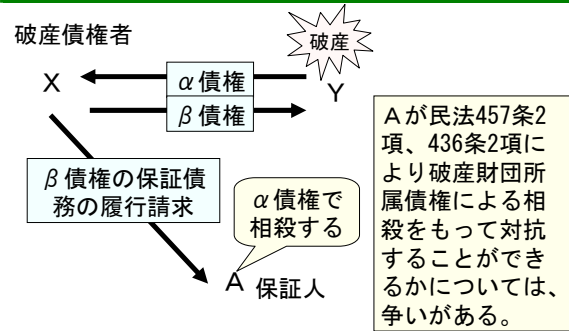 破産債権者
破産
X
α債権
Y
β債権
β債権の保証債
務の履行請求
α債権で
相殺する
A 保証人
Aが民法457条2
項、436条2項に
より破産財団所
属債権による相
殺をもって対抗
することができ
るかについては、
争いがある。